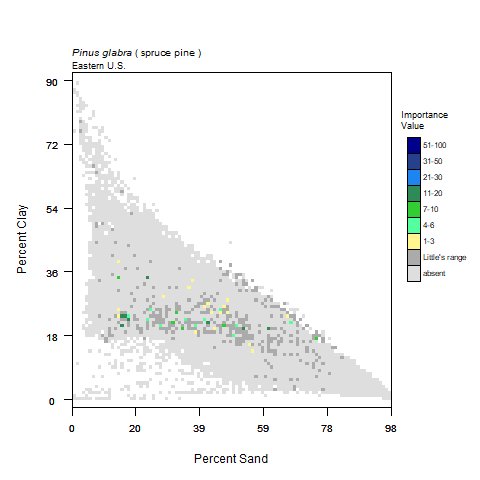 Pinus glabra ( spruce pine )
Eastern U.S.
Importance
Value
51-100
31-50
21-30
11-20
7-10
4-6
1-3
Little's range
absent
Percent Clay
90
72
54
36
18
0
0
20
39
59
78
98
Percent Sand